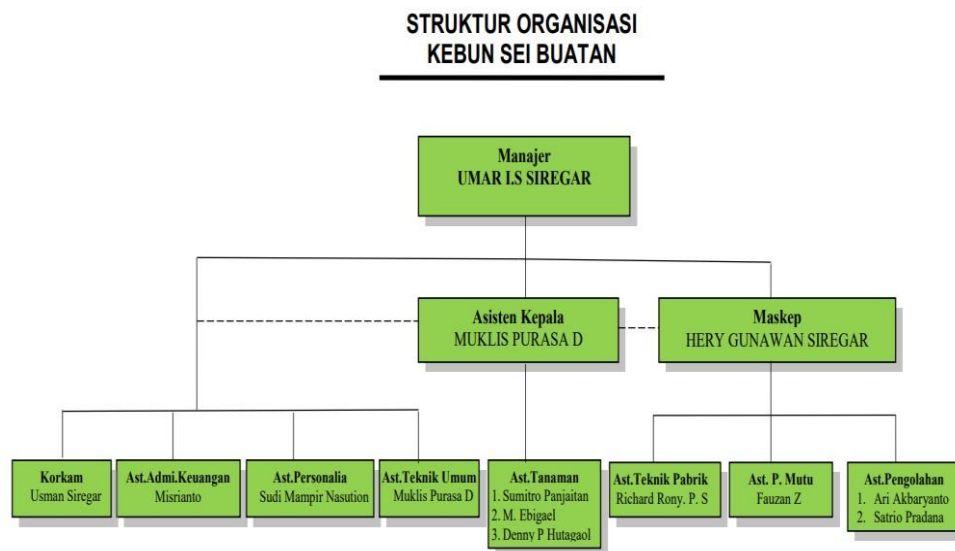 STRUKTUR ORGANISASI
KEBUN SEI BUATAN
Manajer
UMAR I.S SIREGAR
Asisten Kepala
MUKLIS PURASA D
Maskep
HERY GUNAWAN SIREGAR
Korkam
Usman Siregar
Ast.Admi.Keuangan
Misrianto
Ast.Personalia
Sudi Mampir Nasution
Ast.Teknik Umum
Muklis Purasa D
Ast.Tanaman
1. Sumitro Panjaitan
2. M. Ebigael
3. Denny P Hutagaol
Ast.Teknik Pabrik
Richard Rony. P. S
Ast. P. Mutu
Fauzan Z
Ast.Pengolahan
1. Ari Akbaryanto
2. Satrio Pradana